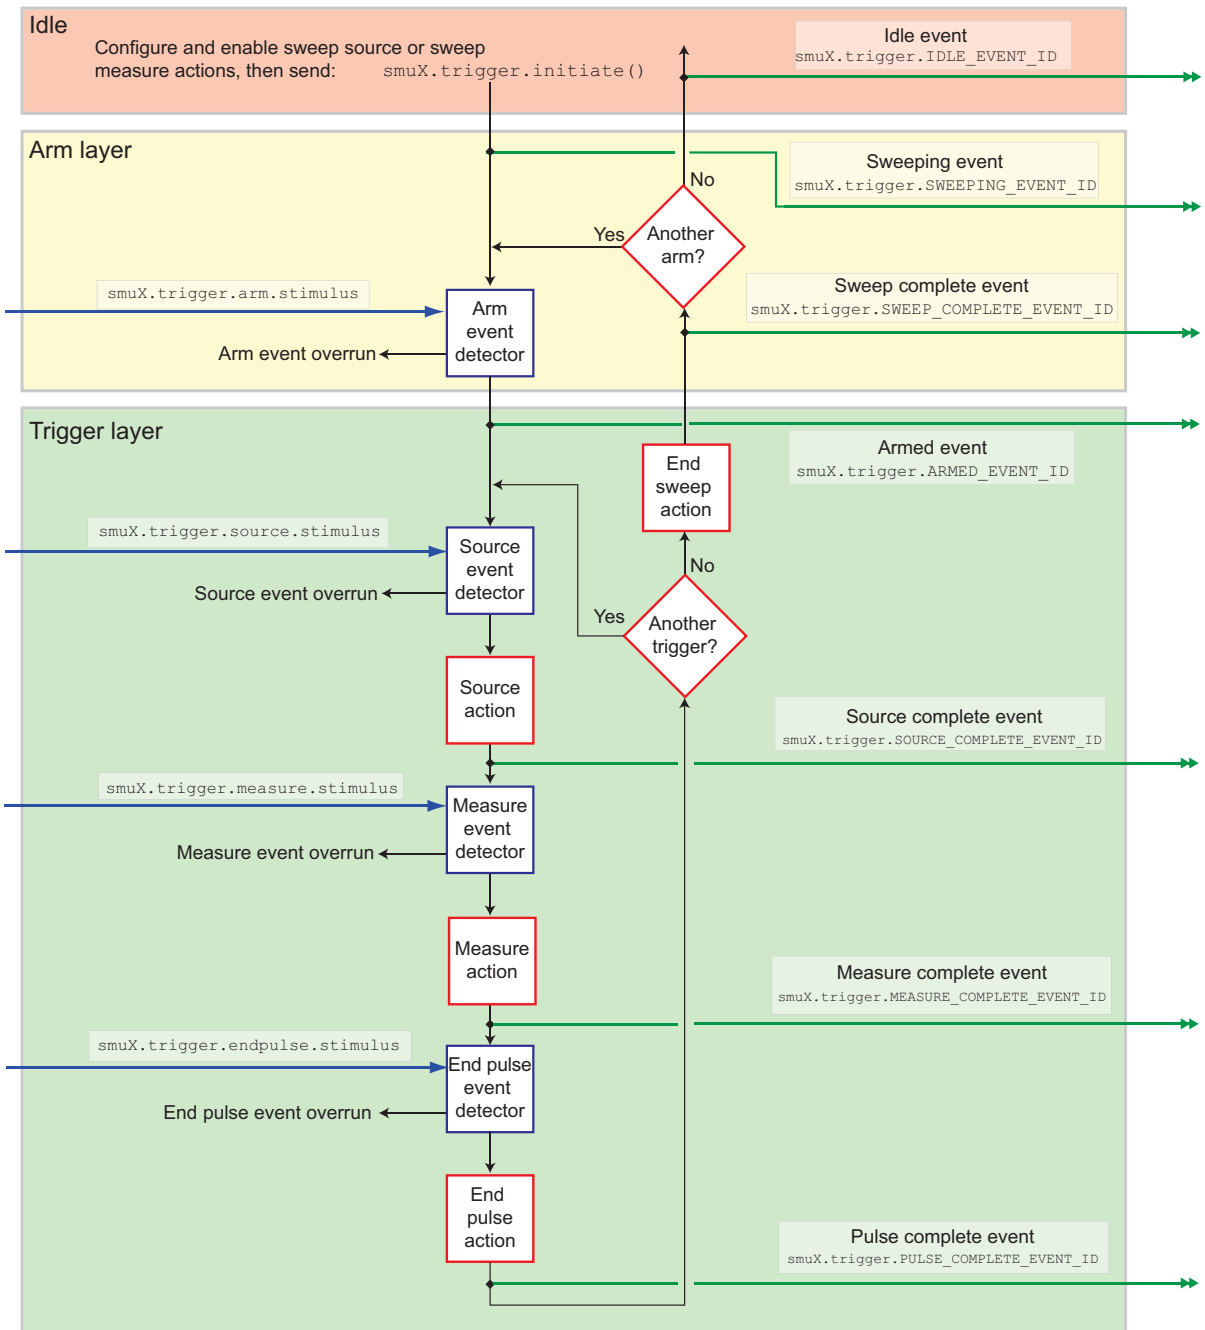 Idle
Configure and enable sweep source or sweep
measure actions, then send: smuX.trigger.initiate()
Idle event
smuX.trigger.IDLE_EVENT_ID
Arm layer
Sweeping event
smuX.trigger.SWEEPING_EVENT_ID
No
Yes
Another
arm?
Sweep complete event
smuX.trigger.SWEEP_COMPLETE_EVENT_ID
smuX.trigger.arm.stimulus
Arm
event
detector
Arm event overrun
Trigger layer
Armed event
smuX.trigger.ARMED_EVENT_ID
End
sweep
action
smuX.trigger.source.stimulus
Source
event
detector
Source event overrun
No
Yes
Another
trigger?
Source
action
Source complete event
smuX.trigger.SOURCE_COMPLETE_EVENT_ID
smuX.trigger.measure.stimulus
Measure
event
detector
Measure event overrun
Measure
action
Measure complete event
smuX.trigger.MEASURE_COMPLETE_EVENT_ID
smuX.trigger.endpulse.stimulus
End pulse
event
detector
End pulse event overrun
End
pulse
action
Pulse complete event
smuX.trigger.PULSE_COMPLETE_EVENT_ID